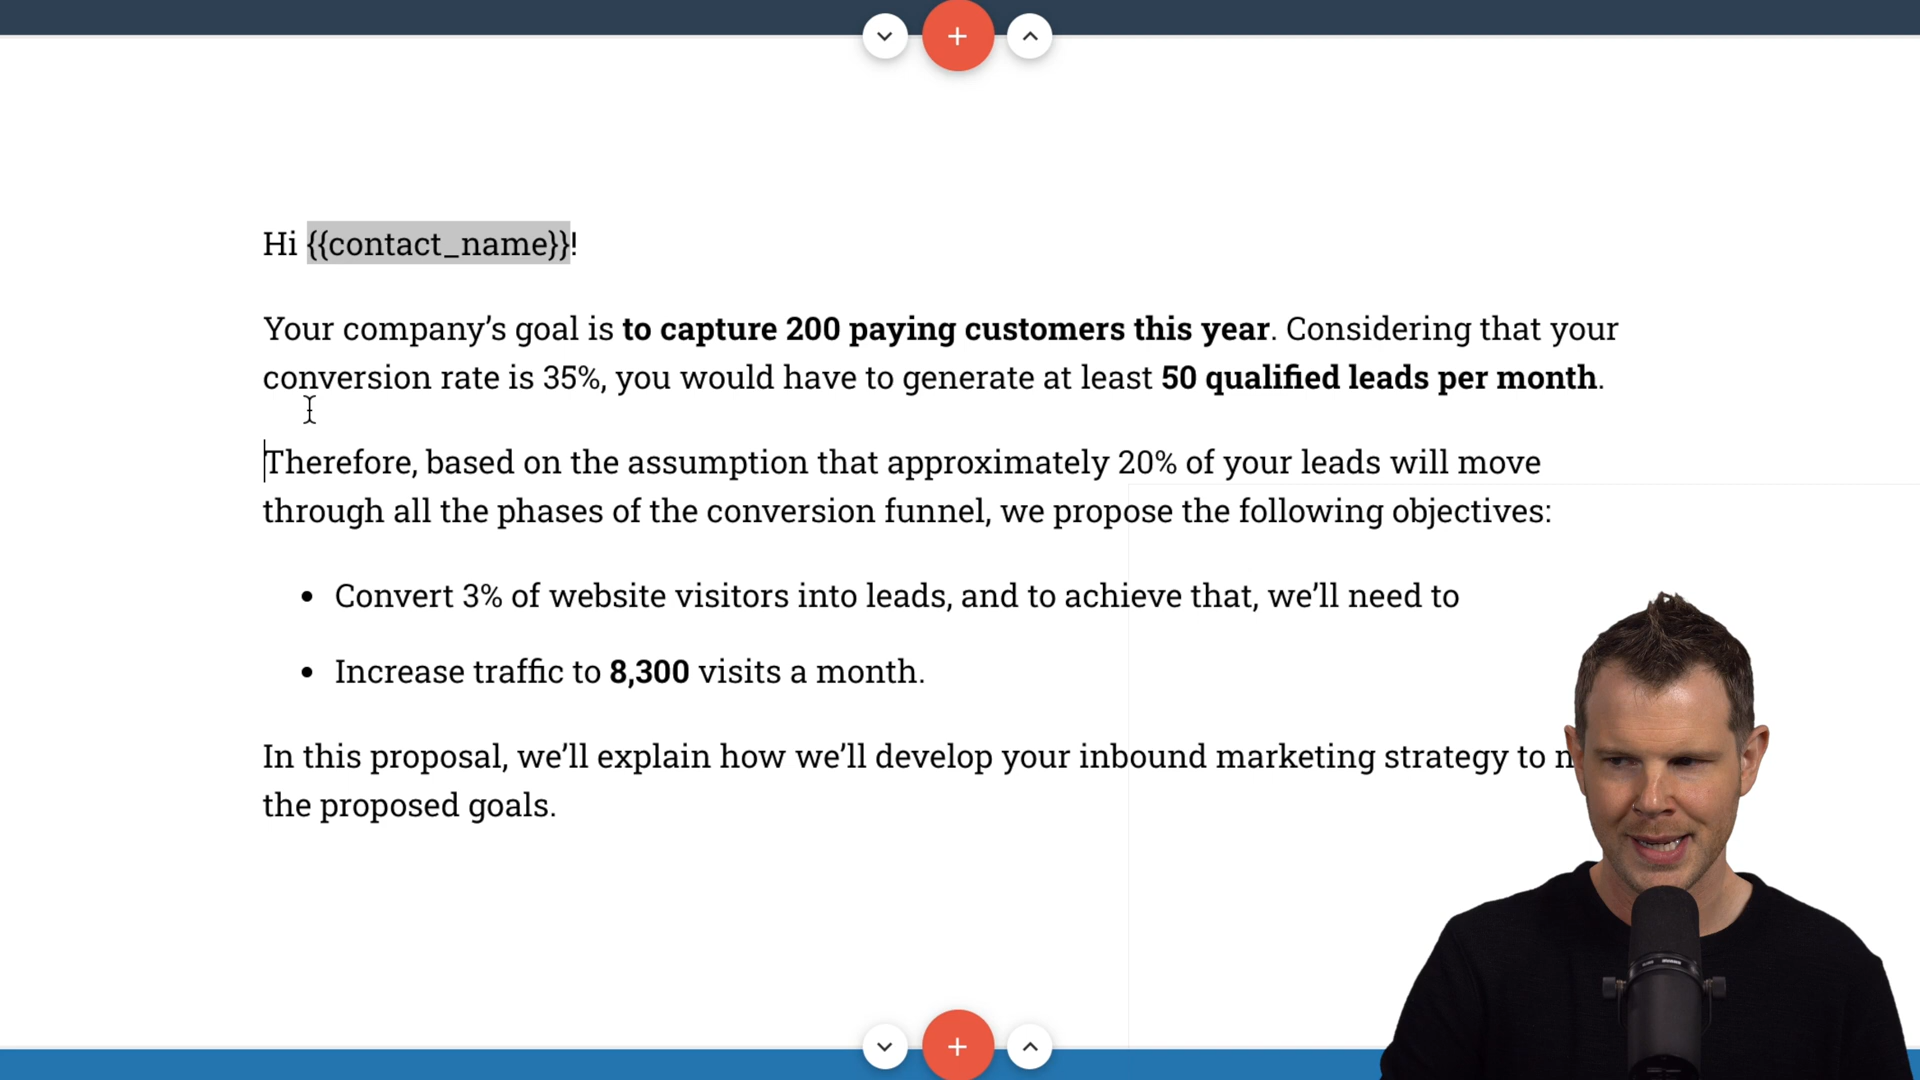 Hi {{contact_name}}!
Your company’s goal is to capture 200 paying customers this year. Considering that your
conversion rate is 35%, you would have to generate at least 50 qualified leads per month.
Therefore, based on the assumption that approximately 20% of your leads will move
through all the phases of the conversion funnel, we propose the following objectives:
• Convert 3% of website visitors into leads, and to achieve that, we’ll need to
• Increase traffic to 8,300 visits a month.
In this proposal, we’ll explain how we’ll develop your inbound marketing strategy to
the proposed goals.